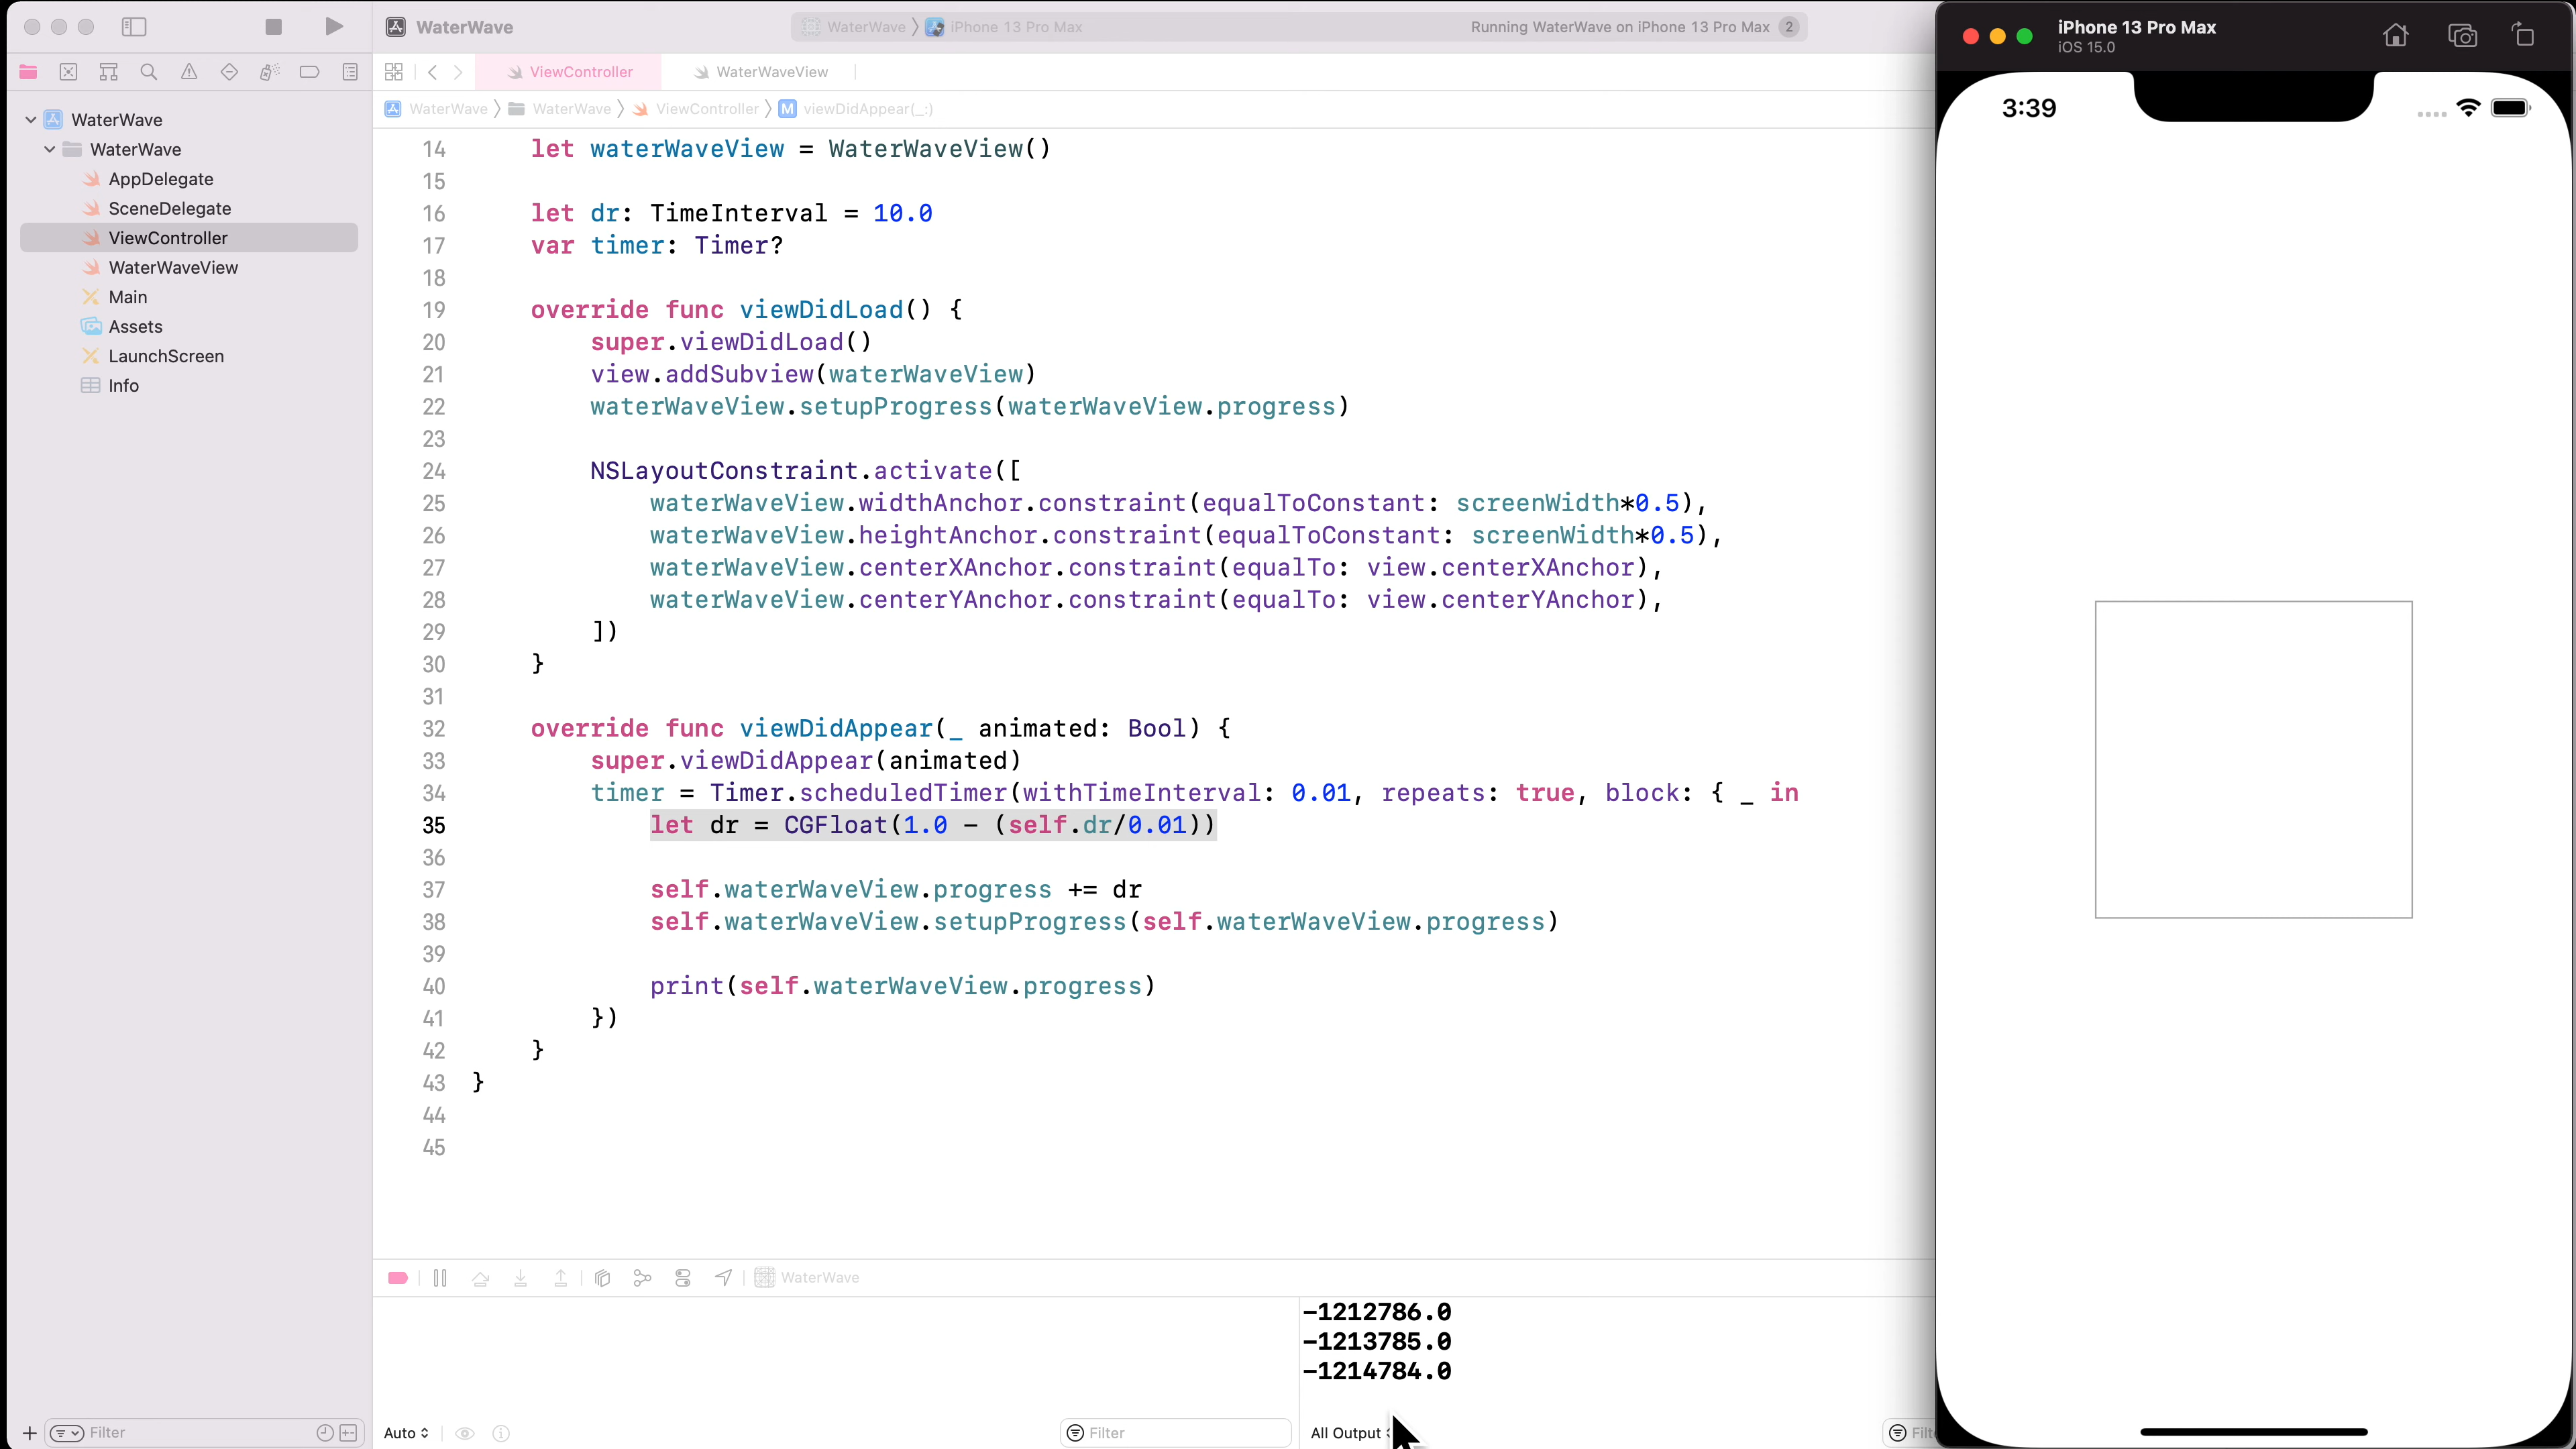 WaterWave
WaterWave
iPhone 13 Pro Max
Running WaterWave on iPhone 13 Pro Max
2
ViewController
WaterWaveView
WaterWave
WaterWave
ViewController
M
viewDidAppear(_:)
WaterWave
WaterWave
AppDelegate
SceneDelegate
ViewController
WaterWaveView
Main
Assets
LaunchScreen
Info
14 let waterWaveView = WaterWaveView()
15
16 let dr: TimeInterval = 10.0
17 var timer: Timer?
18
19 override func viewDidLoad() {
20 super.viewDidLoad()
21 view.addSubview(waterWaveView)
22 waterWaveView.setupProgress(waterWaveView.progress)
23
24 NSLayoutConstraint.activate([
25 waterWaveView.widthAnchor.constraint(equalToConstant: screenWidth*0.5),
26 waterWaveView.heightAnchor.constraint(equalToConstant: screenWidth*0.5),
27 waterWaveView.centerXAnchor.constraint(equalTo: view.centerXAnchor),
28 waterWaveView.centerYAnchor.constraint(equalTo: view.centerYAnchor),
29 ])
30 }
31
32 override func viewDidAppear(_ animated: Bool) {
33 super.viewDidAppear(animated)
34 timer = Timer.scheduledTimer(withTimeInterval: 0.01, repeats: true, block: { _ in
35 let dr = CGFloat(1.0 - (self.dr/0.01))
36
37 self.waterWaveView.progress += dr
38 self.waterWaveView.setupProgress(self.waterWaveView.progress)
39
40 print(self.waterWaveView.progress)
41 })
42 }
43 }
44
45
WaterWave
-1212786.0
-1213785.0
-1214784.0
Filter
Auto
Filter
All Output
iPhone 13 Pro Max
iOS 15.0
3:39